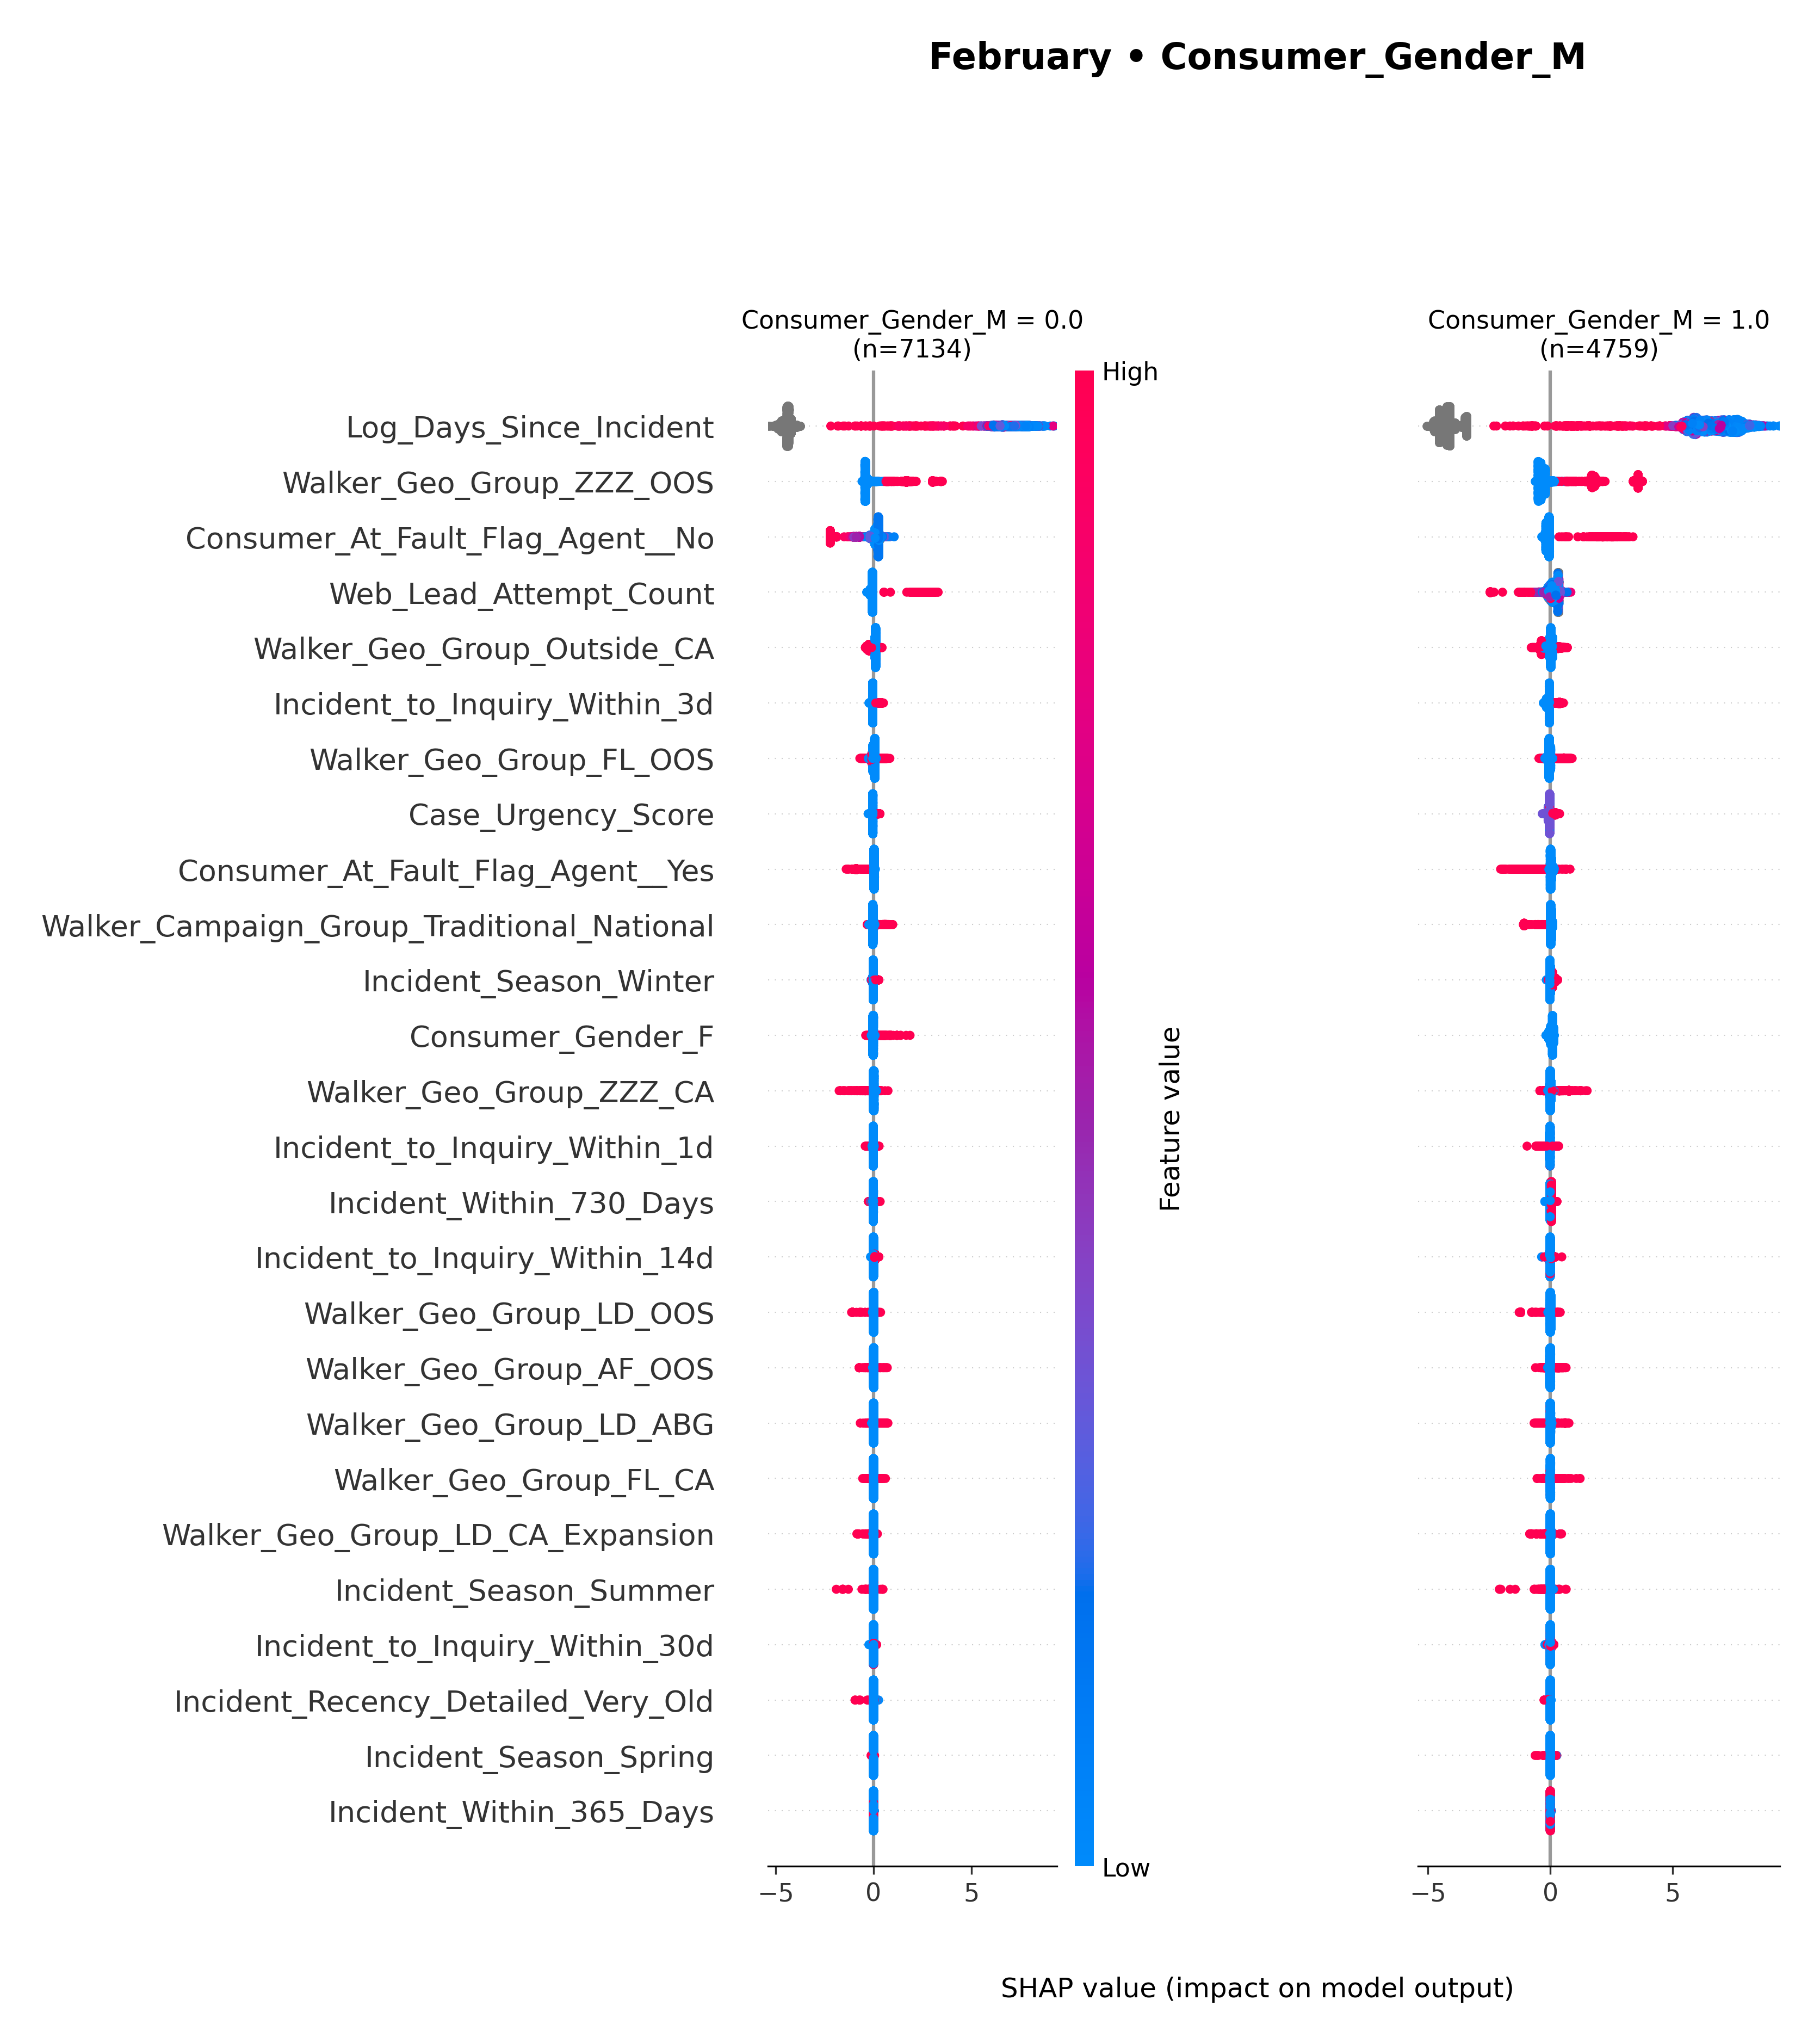 February • Consumer_Gender_M
Consumer_Gender_M = 0.0
(n=7134)
Consumer_Gender_M = 1.0
(n=4759)
High
Log_Days_Since_Incident
Walker_Geo_Group_ZZZ_OOS
Consumer_At_Fault_Flag_Agent__No
Web_Lead_Attempt_Count
Walker_Geo_Group_Outside_CA
Incident_to_Inquiry_Within_3d
Walker_Geo_Group_FL_OOS
Case_Urgency_Score
Consumer_At_Fault_Flag_Agent__Yes
Walker_Campaign_Group_Traditional_National
Incident_Season_Winter
Consumer_Gender_F
Walker_Geo_Group_ZZZ_CA
Incident_to_Inquiry_Within_1d
Incident_Within_730_Days
Incident_to_Inquiry_Within_14d
Walker_Geo_Group_LD_OOS
Walker_Geo_Group_AF_OOS
Walker_Geo_Group_LD_ABG
Walker_Geo_Group_FL_CA
Walker_Geo_Group_LD_CA_Expansion
Incident_Season_Summer
Incident_to_Inquiry_Within_30d
Incident_Recency_Detailed_Very_Old
Incident_Season_Spring
Incident_Within_365_Days
Feature value
Low
−5 0 5
−5 0 5
SHAP value (impact on model output)